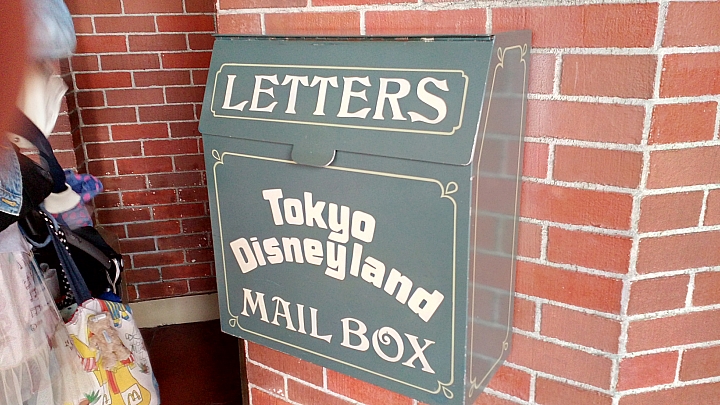 LETTERS
Tokyo
Disneyland
MAIL BOX